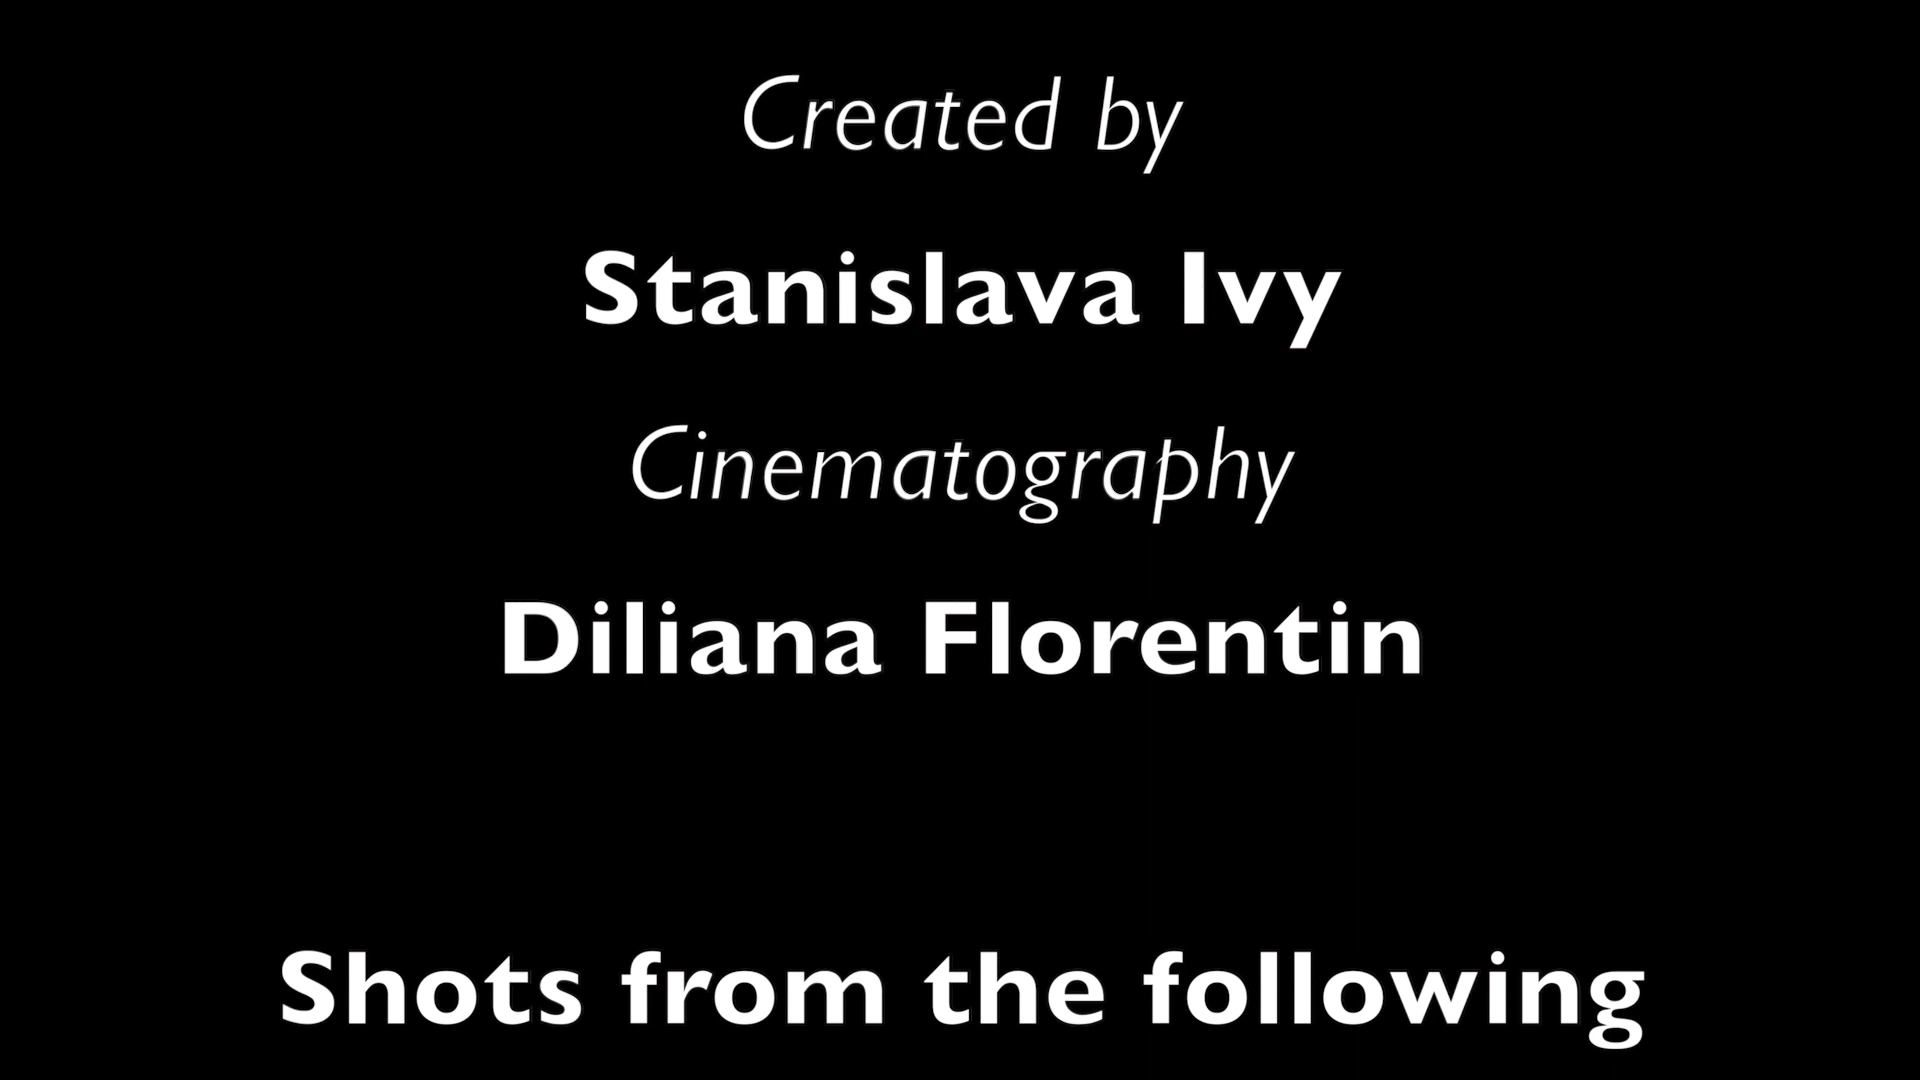 Created by
Stanislava Ivy
Cinematography
Diliana Florentin
Shots from the following